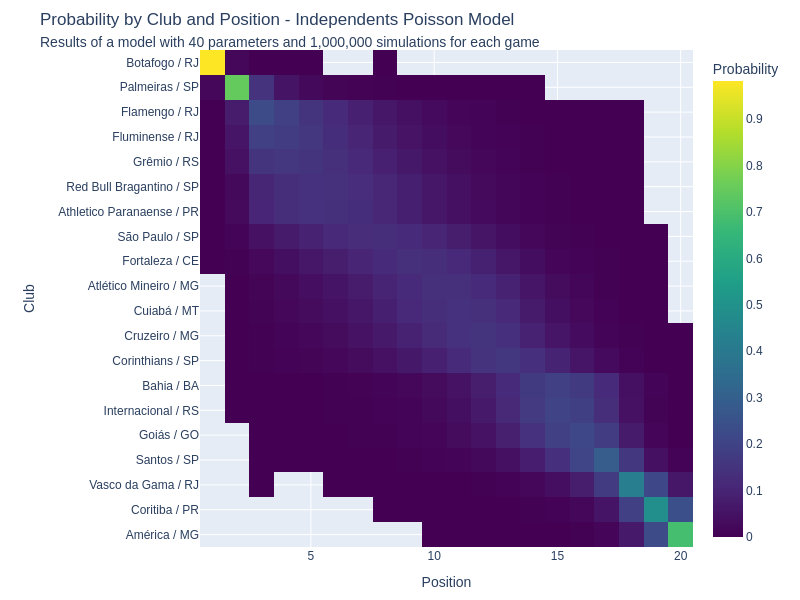 Probability by Club and Position - Independents Poisson Model
Results of a model with 40 parameters and 1,000,000 simulations for each game
Probability
Botafogo / RJ
Palmeiras / SP
Flamengo / RJ
Fluminense / RJ
Grêmio / RS
Red Bull Bragantino / SP
Athletico Paranaense / PR
São Paulo / SP
Fortaleza / CE
Atlético Mineiro / MG
Cuiabá / MT
Cruzeiro / MG
Corinthians / SP
Bahia / BA
Internacional / RS
Goiás / GO
Santos / SP
Vasco da Gama / RJ
Coritiba / PR
América / MG
Club
5
10
15
20
Position
0.9
0.8
0.7
0.6
0.5
0.4
0.3
0.2
0.1
0